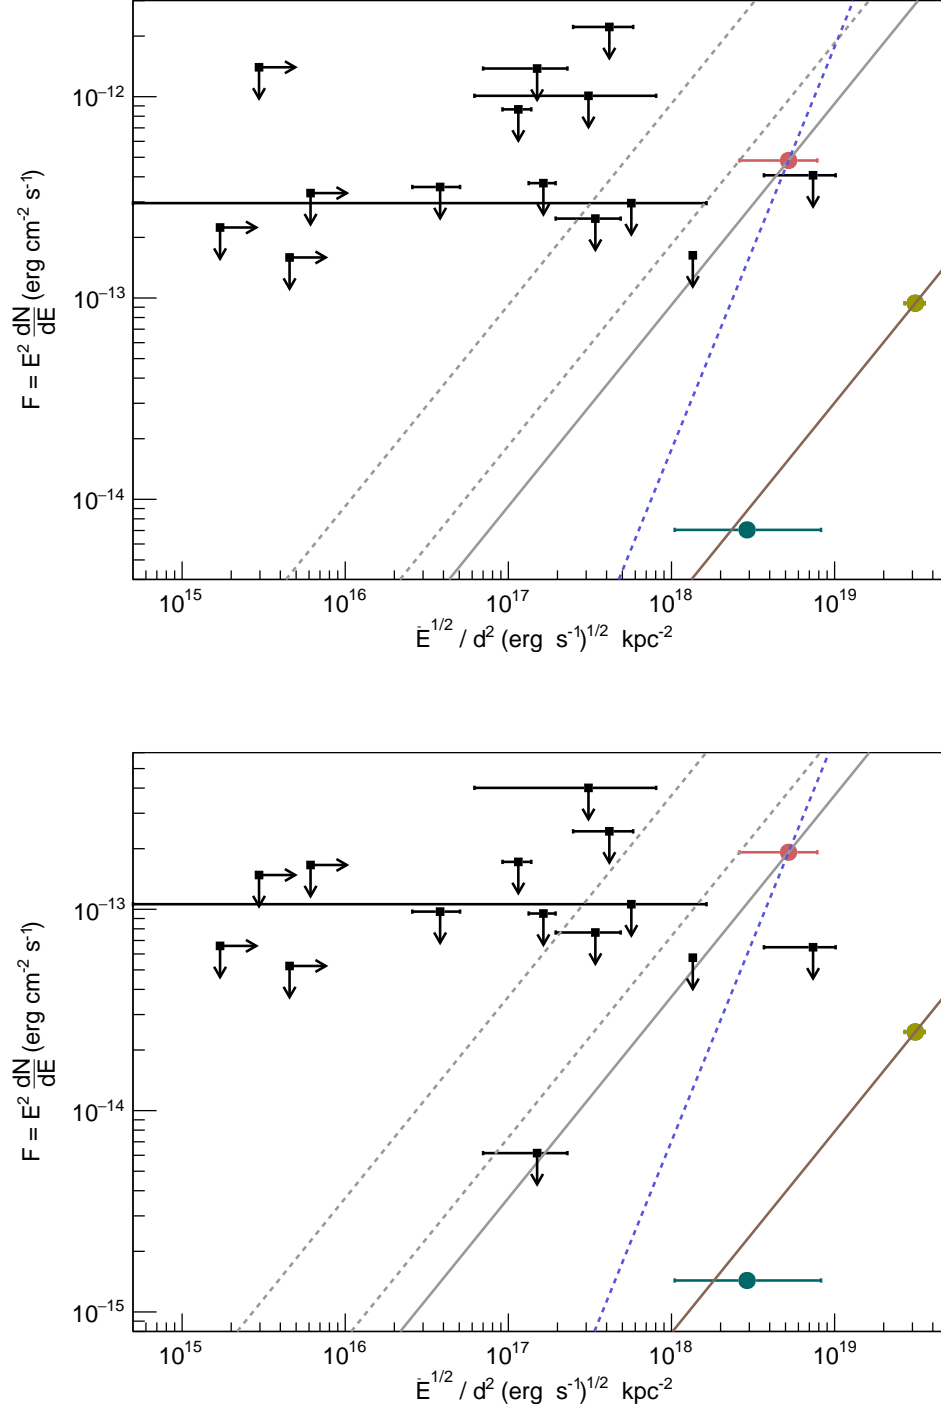 F = E² dN/dE (erg cm⁻² s⁻¹)
10⁻¹²
10⁻¹³
10⁻¹⁴
10¹⁵ 10¹⁶ 10¹⁷ 10¹⁸ 10¹⁹
Ė^1/2 / d² (erg s⁻¹)^1/2 kpc⁻²
F = E² dN/dE (erg cm⁻² s⁻¹)
10⁻¹³
10⁻¹⁴
10⁻¹⁵
10¹⁵ 10¹⁶ 10¹⁷ 10¹⁸ 10¹⁹
Ė^1/2 / d² (erg s⁻¹)^1/2 kpc⁻²